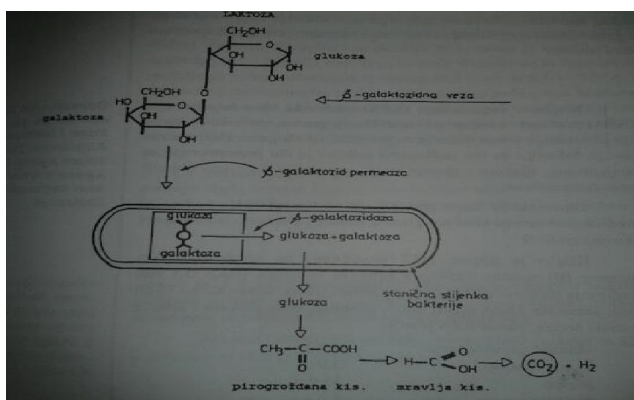 LAKTOZA
CH₂OH
O
glukoza
OH
OH
OH
β-galaktozidna veza
CH₂OH
HO
O
O
OH
galaktoza
OH
β-galaktozid permeaza
glukoza
β-galaktozidaza
glukoza + galaktoza
galaktoza
glukoza
stanična stijenka
bakterije
CH₃—C—COOH
O
H—C
O
OH
CO₂ + H₂
pirogrožđana kis.
mravlja kis.